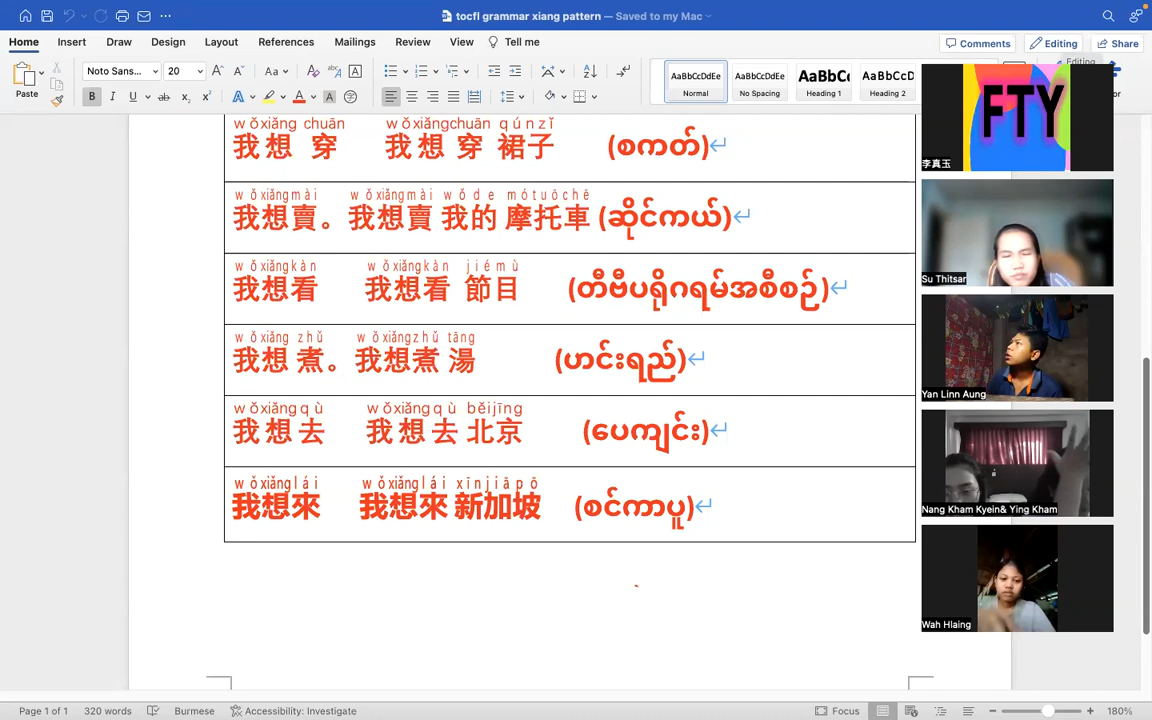 tocfl grammar xiang pattern — Saved to my Mac
Home Insert Draw Design Layout References Mailings Review View Tell me Comments Editing Share
Editing
Noto Sans... 20 Aa
Paste
B I U ab x₂ x² A A A
AaBbCcDdEe AaBbCcDdEe AaBbCc AaBbCcD
Normal No Spacing Heading 1 Heading 2
wǒxiǎng chuān wǒxiǎngchuān qúnzǐ
我想 穿 我想 穿 裙子 (စကတ်)
wǒxiǎngmài wǒxiǎngmài wǒde mótuōchē
我想賣。我想賣 我的 摩托車 (ဆိုင်ကယ်)
wǒxiǎngkàn wǒxiǎngkàn jiémù
我想看 我想看 節目 (တီဗီပရိုဂရမ်အစီစဉ်)
wǒxiǎng zhǔ wǒxiǎngzhǔ tāng
我想 煮。我想煮 湯 (ဟင်းရည်)
wǒxiǎngqù wǒxiǎngqù běijīng
我想去 我想去 北京 (ပေကျင်း)
wǒxiǎnglái wǒxiǎnglái xīnjiāpō
我想來 我想來 新加坡 (စင်ကာပူ)
FTY
李真玉
Su Thitsar
Yan Linn Aung
Nang Kham Kyein& Ying Kham
Wah Hlaing
Page 1 of 1 320 words Burmese Accessibility: Investigate Focus 180%